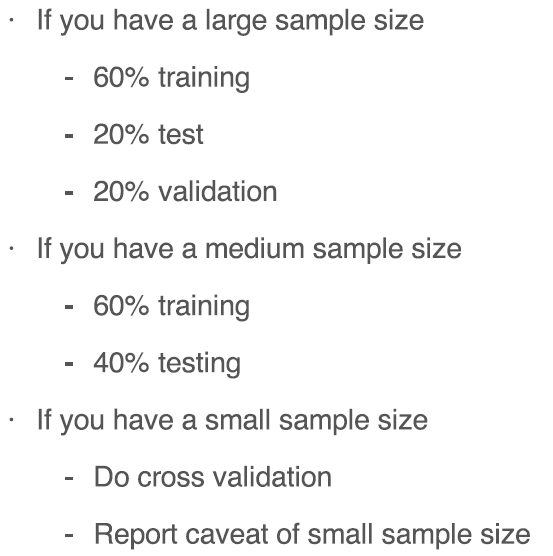 · If you have a large sample size
- 60% training
- 20% test
- 20% validation
· If you have a medium sample size
- 60% training
- 40% testing
· If you have a small sample size
- Do cross validation
- Report caveat of small sample size